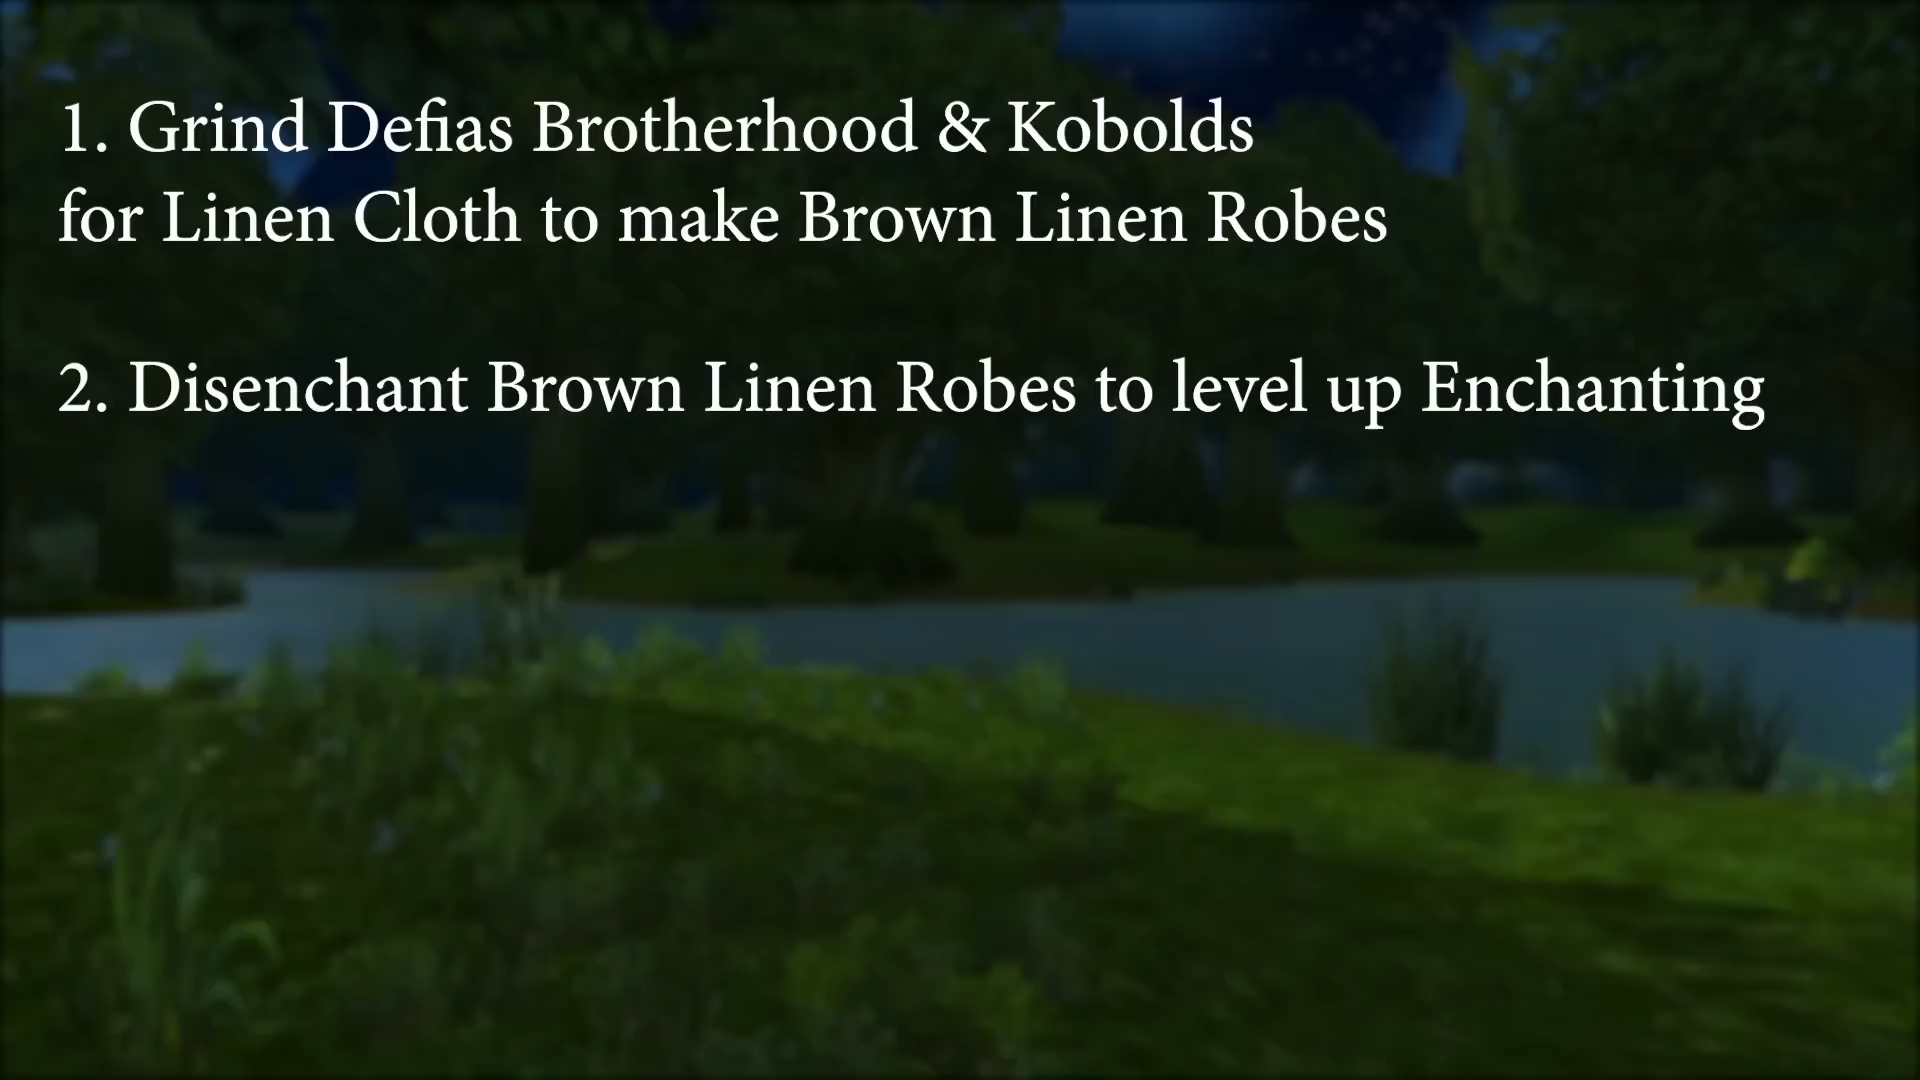 1. Grind Defias Brotherhood & Kobolds
for Linen Cloth to make Brown Linen Robes
2. Disenchant Brown Linen Robes to level up Enchanting